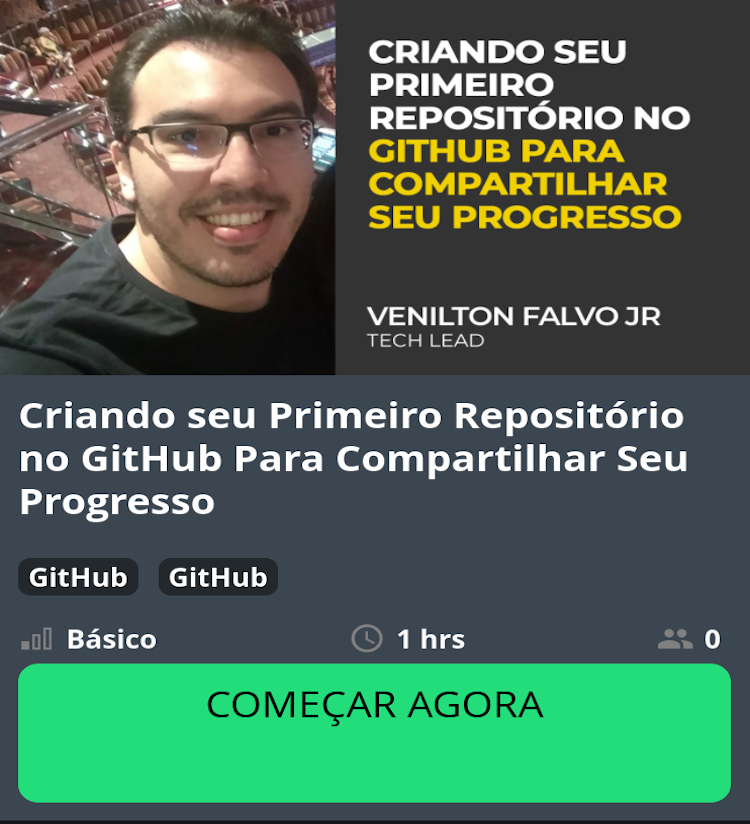 CRIANDO SEU
PRIMEIRO
REPOSITÓRIO NO
GITHUB PARA
COMPARTILHAR
SEU PROGRESSO
VENILTON FALVO JR
TECH LEAD
Criando seu Primeiro Repositório
no GitHub Para Compartilhar Seu
Progresso
GitHub GitHub
Básico 1 hrs 0
COMEÇAR AGORA